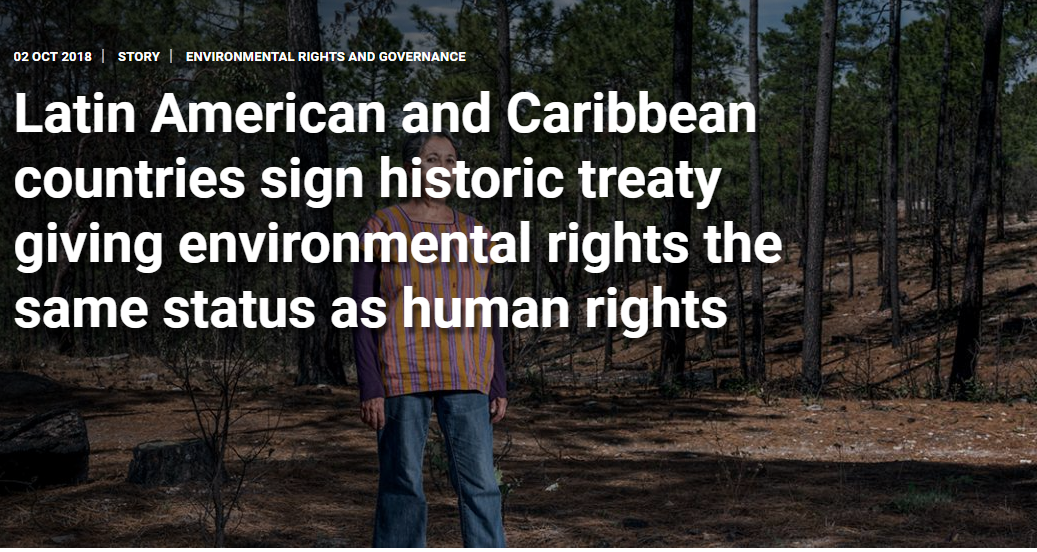 02 OCT 2018 | STORY | ENVIRONMENTAL RIGHTS AND GOVERNANCE
Latin American and Caribbean
countries sign historic treaty
giving environmental rights the
same status as human rights